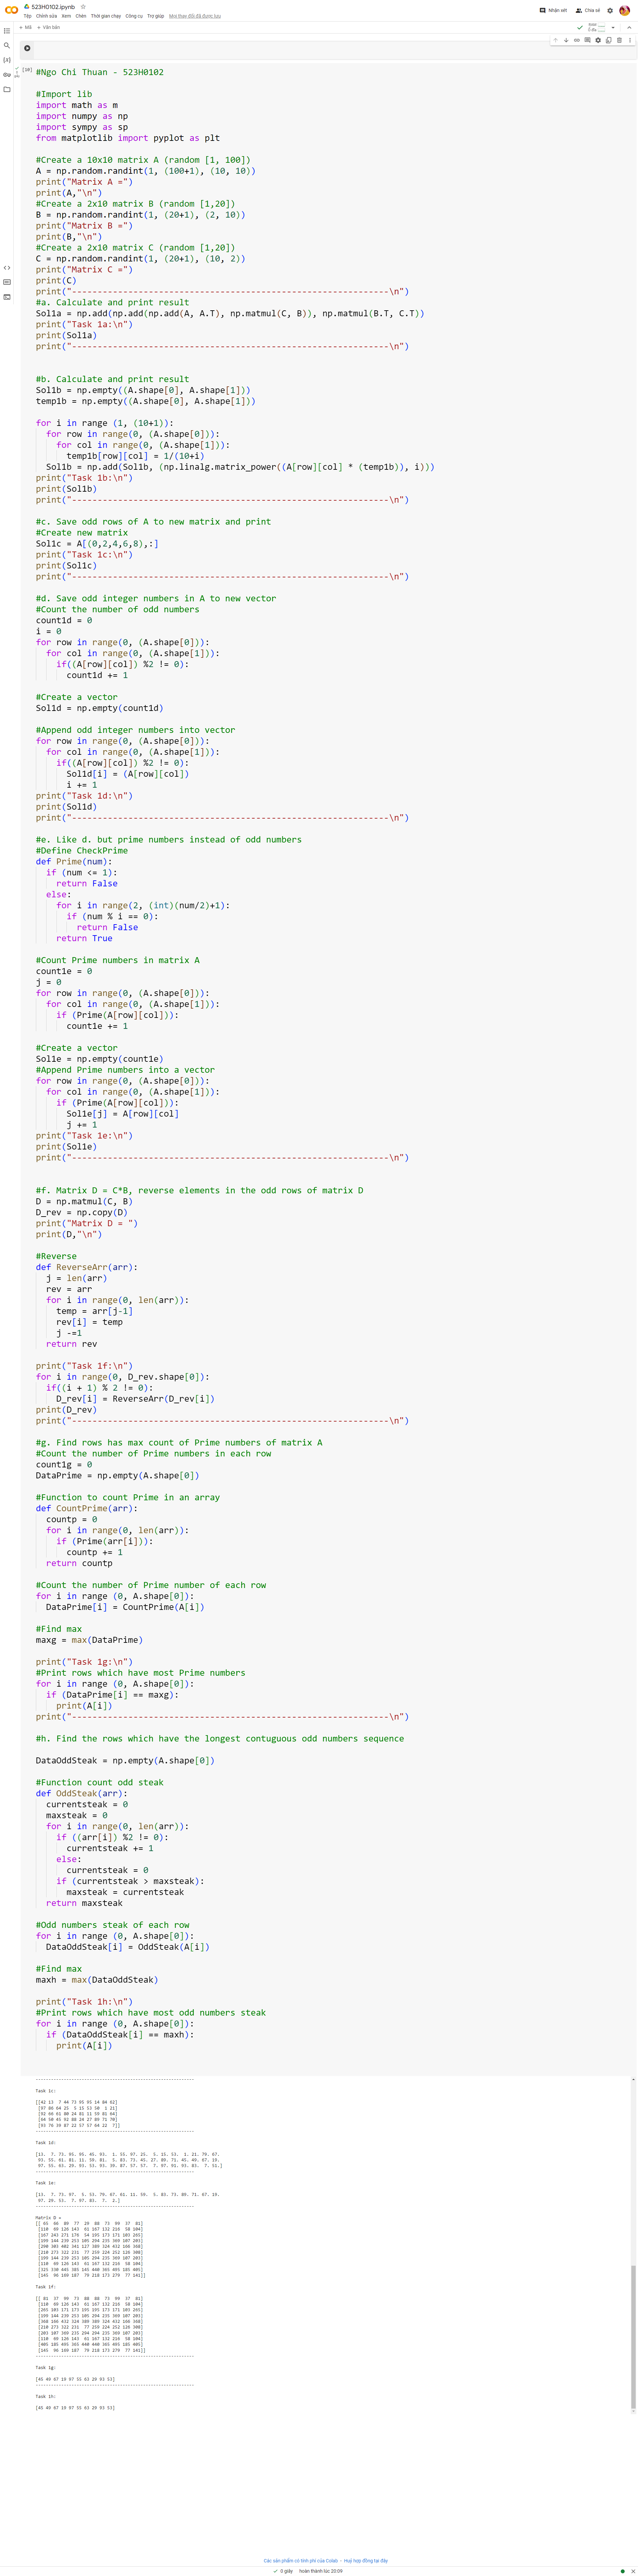 523H0102.ipynb
Nhận xét
Chia sẻ
Tệp Chỉnh sửa Xem Chèn Thời gian chạy Công cụ Trợ giúp Mọi thay đổi đã được lưu
+ Mã + Văn bản
RAM
Ổ đĩa
[10]
#Ngo Chi Thuan - 523H0102
#Import lib
import math as m
import numpy as np
import sympy as sp
from matplotlib import pyplot as plt
#Create a 10x10 matrix A (random [1, 100])
A = np.random.randint(1, (100+1), (10, 10))
print("Matrix A =")
print(A,"\n")
#Create a 2x10 matrix B (random [1,20])
B = np.random.randint(1, (20+1), (2, 10))
print("Matrix B =")
print(B,"\n")
#Create a 2x10 matrix C (random [1,20])
C = np.random.randint(1, (20+1), (10, 2))
print("Matrix C =")
print(C)
print("--------------------------------------------------------------\n")
#a. Calculate and print result
Sol1a = np.add(np.add(np.add(A, A.T), np.matmul(C, B)), np.matmul(B.T, C.T))
print("Task 1a:\n")
print(Sol1a)
print("--------------------------------------------------------------\n")
#b. Calculate and print result
Sol1b = np.empty((A.shape[0], A.shape[1]))
temp1b = np.empty((A.shape[0], A.shape[1]))
for i in range (1, (10+1)):
for row in range(0, (A.shape[0])):
for col in range(0, (A.shape[1])):
temp1b[row][col] = 1/(10+i)
Sol1b = np.add(Sol1b, (np.linalg.matrix_power((A[row][col] * (temp1b)), i)))
print("Task 1b:\n")
print(Sol1b)
print("--------------------------------------------------------------\n")
#c. Save odd rows of A to new matrix and print
#Create new matrix
Sol1c = A[(0,2,4,6,8),:]
print("Task 1c:\n")
print(Sol1c)
print("--------------------------------------------------------------\n")
#d. Save odd integer numbers in A to new vector
#Count the number of odd numbers
count1d = 0
i = 0
for row in range(0, (A.shape[0])):
for col in range(0, (A.shape[1])):
if((A[row][col]) %2 != 0):
count1d += 1
#Create a vector
Sol1d = np.empty(count1d)
#Append odd integer numbers into vector
for row in range(0, (A.shape[0])):
for col in range(0, (A.shape[1])):
if((A[row][col]) %2 != 0):
Sol1d[i] = (A[row][col])
i += 1
print("Task 1d:\n")
print(Sol1d)
print("--------------------------------------------------------------\n")
#e. Like d. but prime numbers instead of odd numbers
#Define CheckPrime
def Prime(num):
if (num <= 1):
return False
else:
for i in range(2, (int)(num/2)+1):
if (num % i == 0):
return False
return True
#Count Prime numbers in matrix A
count1e = 0
j = 0
for row in range(0, (A.shape[0])):
for col in range(0, (A.shape[1])):
if (Prime(A[row][col])):
count1e += 1
#Create a vector
Sol1e = np.empty(count1e)
#Append Prime numbers into a vector
for row in range(0, (A.shape[0])):
for col in range(0, (A.shape[1])):
if (Prime(A[row][col])):
Sol1e[j] = A[row][col]
j += 1
print("Task 1e:\n")
print(Sol1e)
print("--------------------------------------------------------------\n")
#f. Matrix D = C*B, reverse elements in the odd rows of matrix D
D = np.matmul(C, B)
D_rev = np.copy(D)
print("Matrix D = ")
print(D,"\n")
#Reverse
def ReverseArr(arr):
j = len(arr)
rev = arr
for i in range(0, len(arr)):
temp = arr[j-1]
rev[i] = temp
j -=1
return rev
print("Task 1f:\n")
for i in range(0, D_rev.shape[0]):
if((i + 1) % 2 != 0):
D_rev[i] = ReverseArr(D_rev[i])
print(D_rev)
print("--------------------------------------------------------------\n")
#g. Find rows has max count of Prime numbers of matrix A
#Count the number of Prime numbers in each row
count1g = 0
DataPrime = np.empty(A.shape[0])
#Function to count Prime in an array
def CountPrime(arr):
countp = 0
for i in range(0, len(arr)):
if (Prime(arr[i])):
countp += 1
return countp
#Count the number of Prime number of each row
for i in range (0, A.shape[0]):
DataPrime[i] = CountPrime(A[i])
#Find max
maxg = max(DataPrime)
print("Task 1g:\n")
#Print rows which have most Prime numbers
for i in range (0, A.shape[0]):
if (DataPrime[i] == maxg):
print(A[i])
print("--------------------------------------------------------------\n")
#h. Find the rows which have the longest contuguous odd numbers sequence
DataOddSteak = np.empty(A.shape[0])
#Function count odd steak
def OddSteak(arr):
currentsteak = 0
maxsteak = 0
for i in range(0, len(arr)):
if ((arr[i]) %2 != 0):
currentsteak += 1
else:
currentsteak = 0
if (currentsteak > maxsteak):
maxsteak = currentsteak
return maxsteak
#Odd numbers steak of each row
for i in range (0, A.shape[0]):
DataOddSteak[i] = OddSteak(A[i])
#Find max
maxh = max(DataOddSteak)
print("Task 1h:\n")
#Print rows which have most odd numbers steak
for i in range (0, A.shape[0]):
if (DataOddSteak[i] == maxh):
print(A[i])
Task 1c:
Task 1d:
Task 1e:
Matrix D =
Task 1f:
Task 1g:
[45 49 67 19 97 55 63 29 93 53]
Task 1h:
[45 49 67 19 97 55 63 29 93 53]
Các sản phẩm có tính phí của Colab - Huỷ hợp đồng tại đây
0 giây hoàn thành lúc 20:09